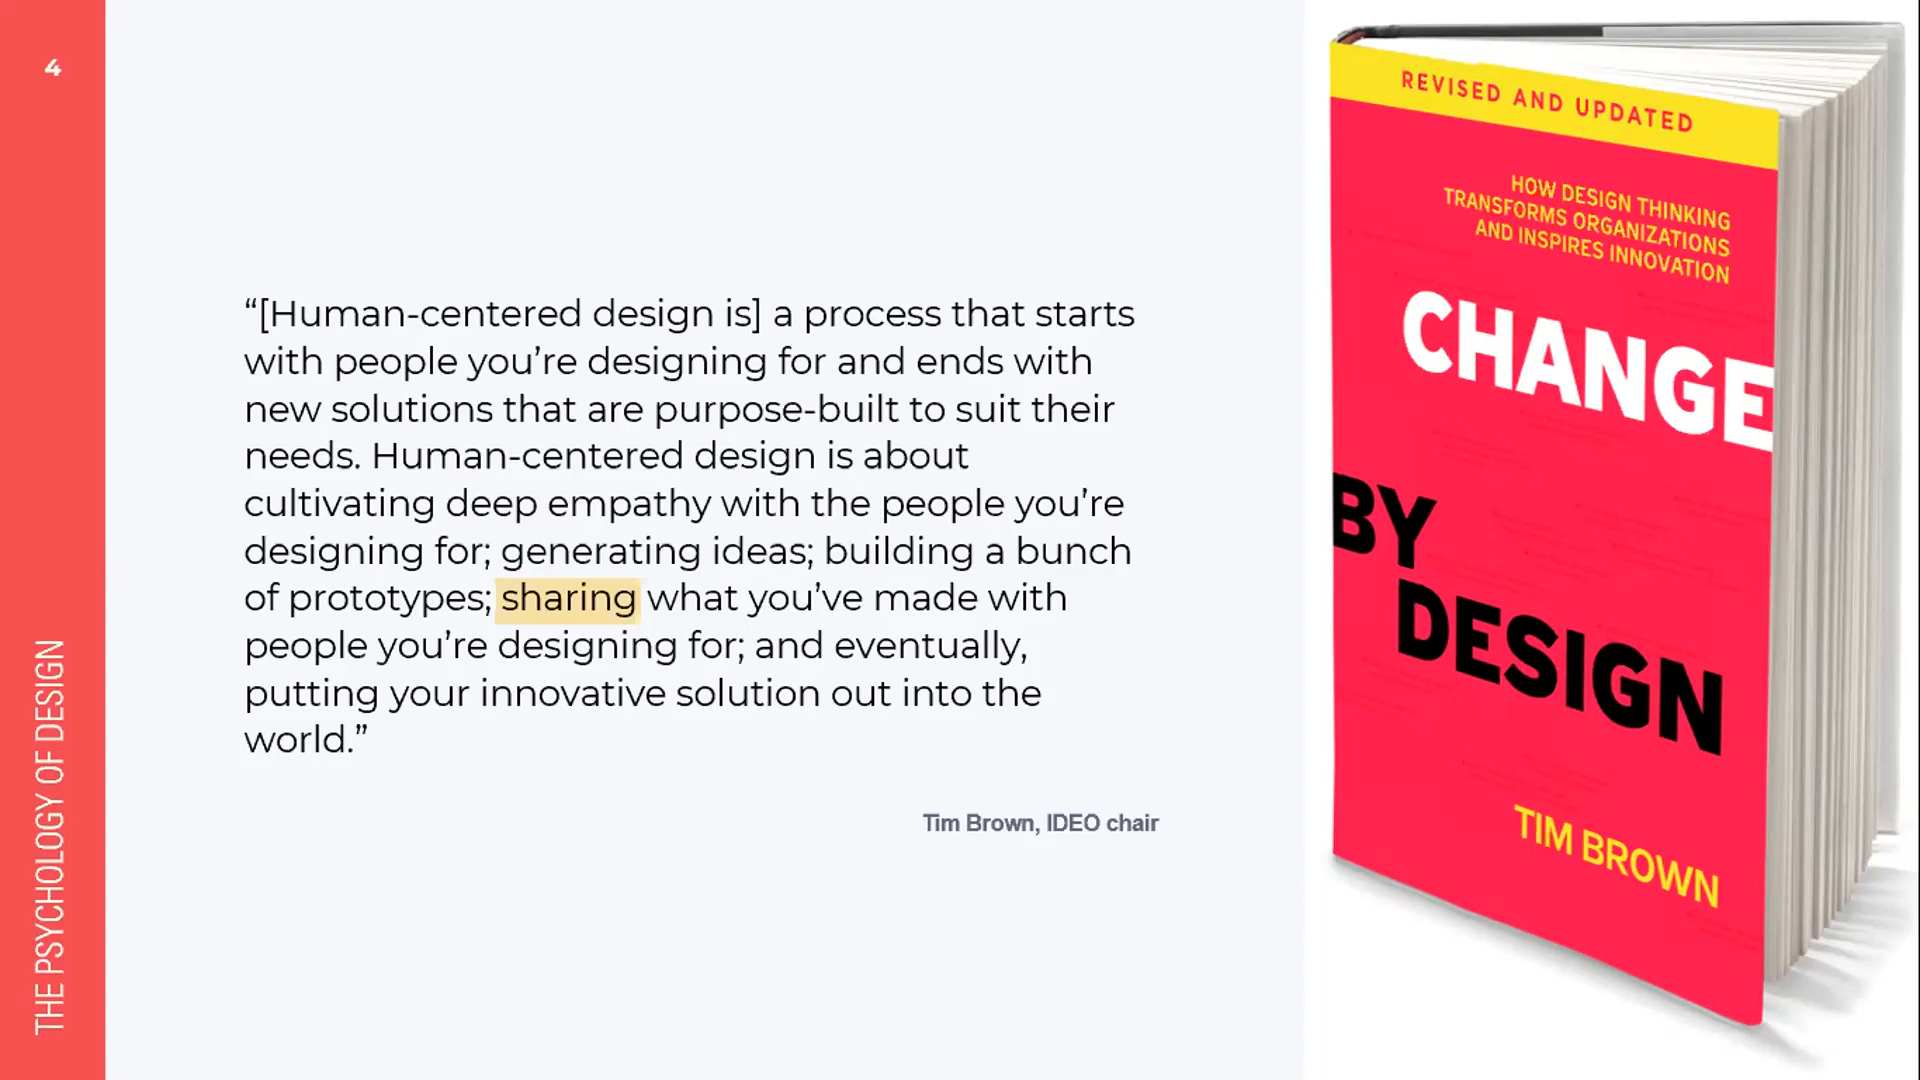 4
THE PSYCHOLOGY OF DESIGN
“[Human-centered design is] a process that starts
with people you’re designing for and ends with
new solutions that are purpose-built to suit their
needs. Human-centered design is about
cultivating deep empathy with the people you’re
designing for; generating ideas; building a bunch
of prototypes; sharing what you’ve made with
people you’re designing for; and eventually,
putting your innovative solution out into the
world.”
Tim Brown, IDEO chair
REVISED AND UPDATED
HOW DESIGN THINKING
TRANSFORMS ORGANIZATIONS
AND INSPIRES INNOVATION
CHANGE
BY
DESIGN
TIM BROWN